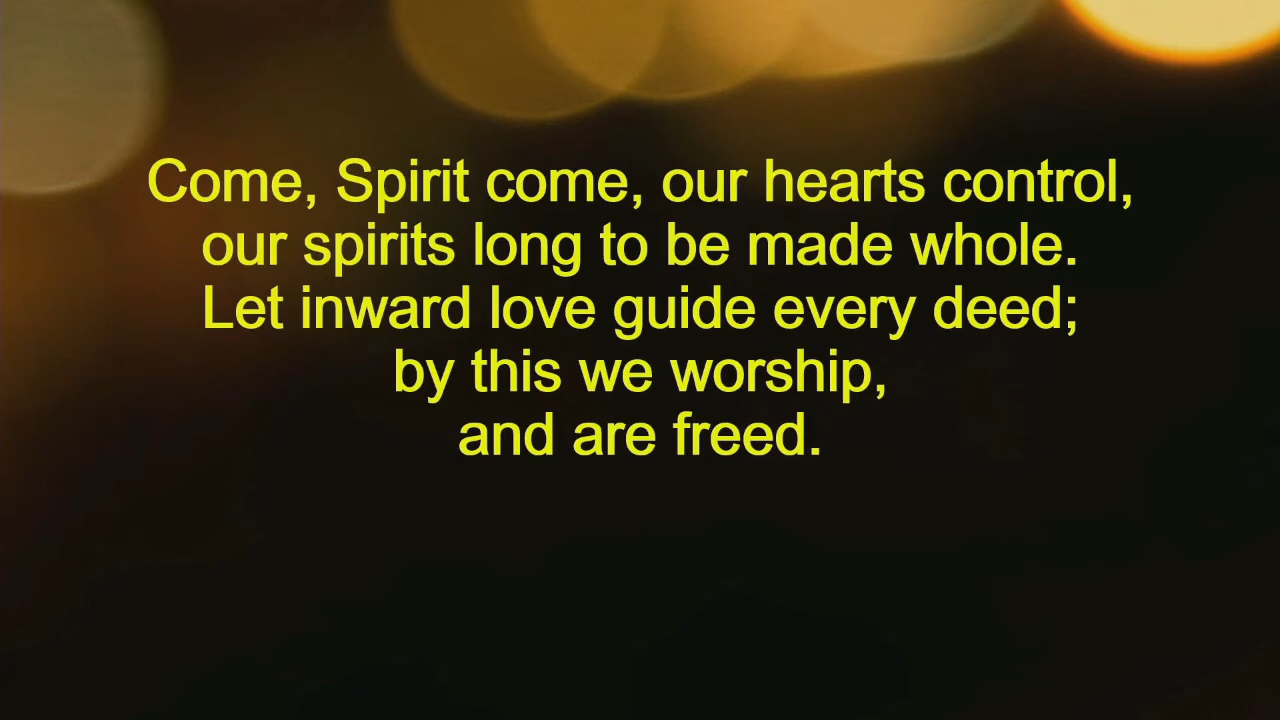 Come, Spirit come, our hearts control,
our spirits long to be made whole.
Let inward love guide every deed;
by this we worship,
and are freed.